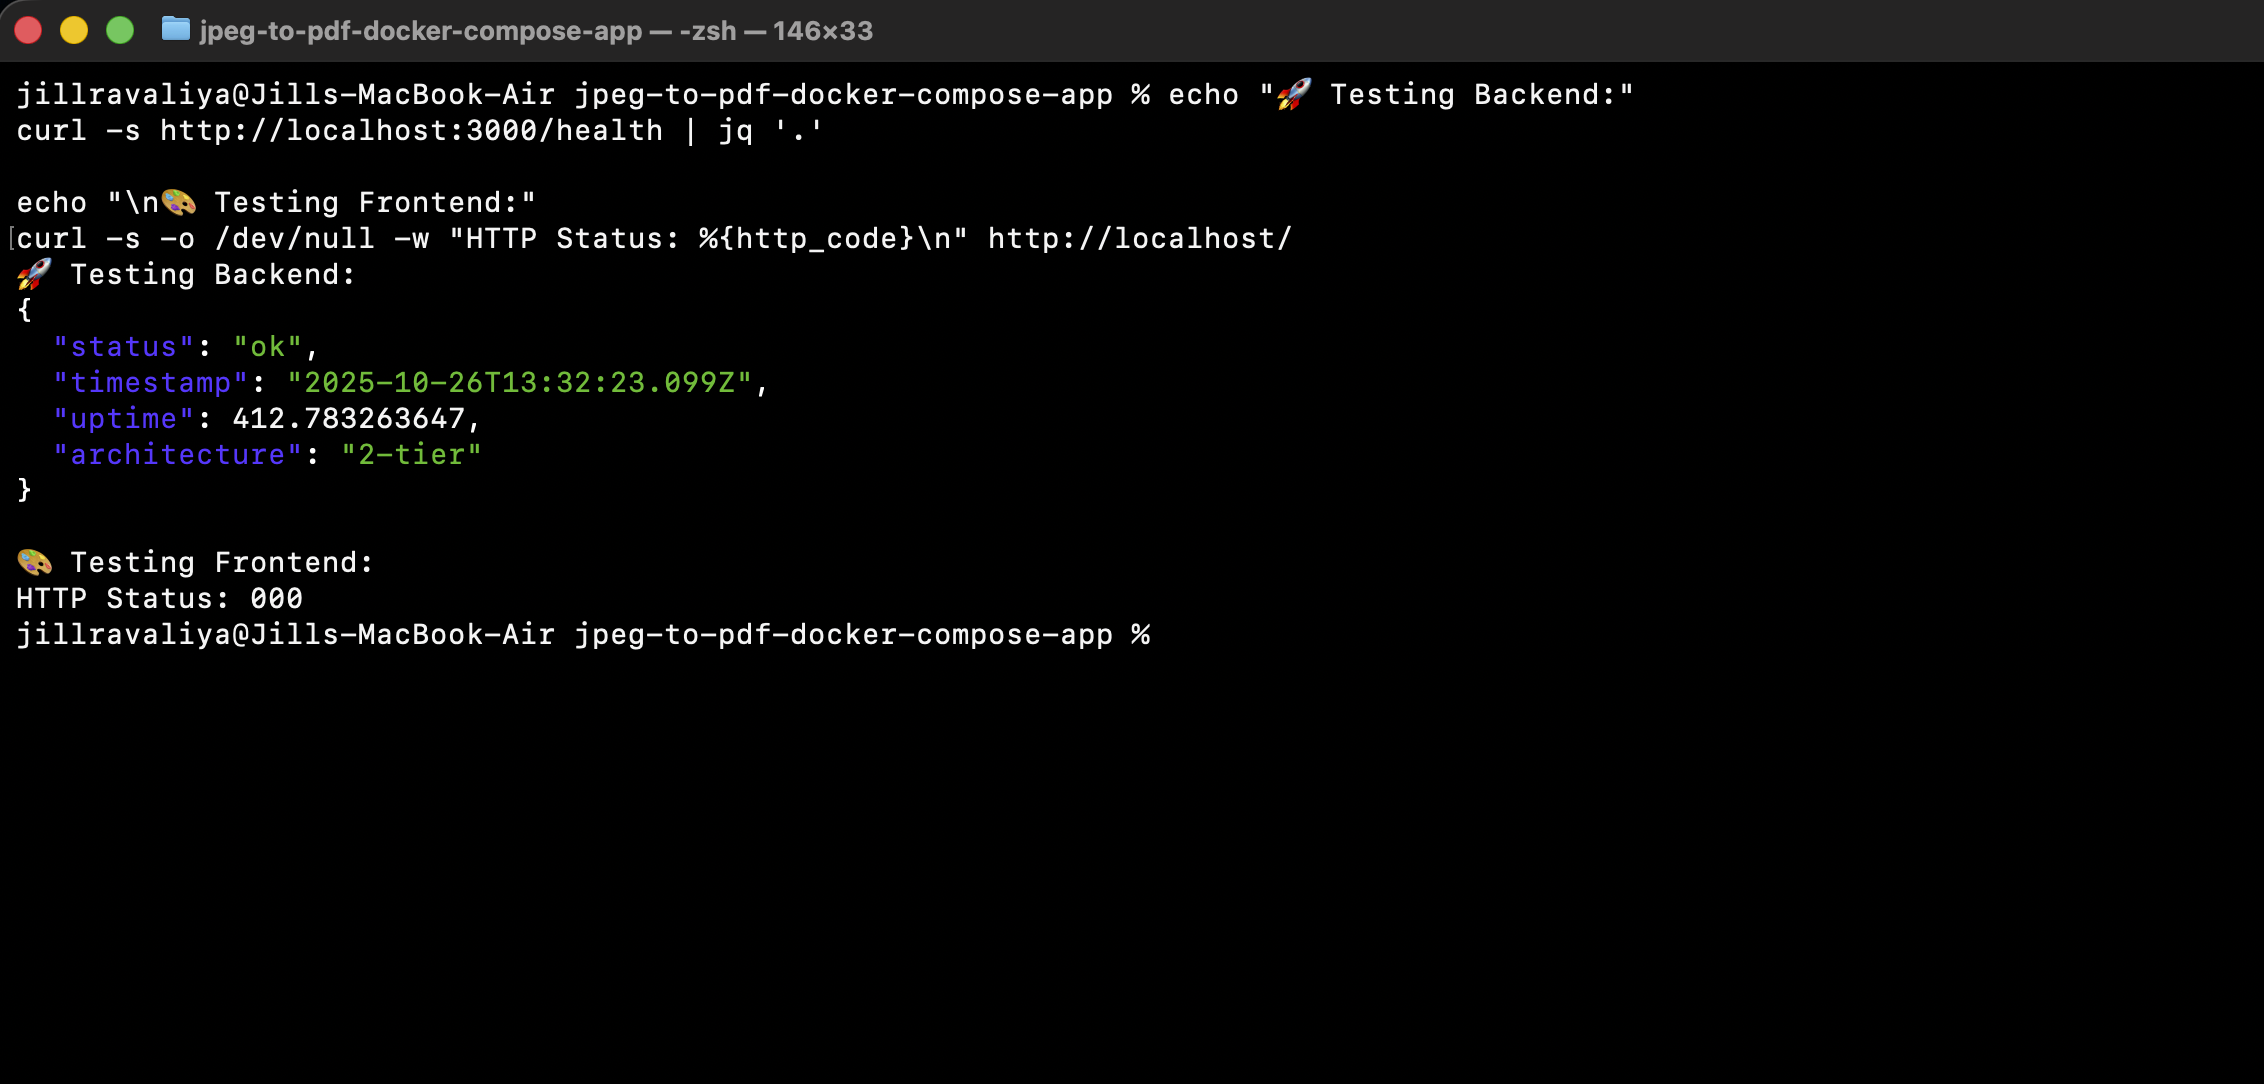 jpeg-to-pdf-docker-compose-app — -zsh — 146×33
jillravaliya@Jills-MacBook-Air jpeg-to-pdf-docker-compose-app % echo "🚀 Testing Backend:"
curl -s http://localhost:3000/health | jq '.'
echo "\n🎨 Testing Frontend:"
[curl -s -o /dev/null -w "HTTP Status: %{http_code}\n" http://localhost/
🚀 Testing Backend:
{
  "status": "ok",
  "timestamp": "2025-10-26T13:32:23.099Z",
  "uptime": 412.783263647,
  "architecture": "2-tier"
}
🎨 Testing Frontend:
HTTP Status: 000
jillravaliya@Jills-MacBook-Air jpeg-to-pdf-docker-compose-app %